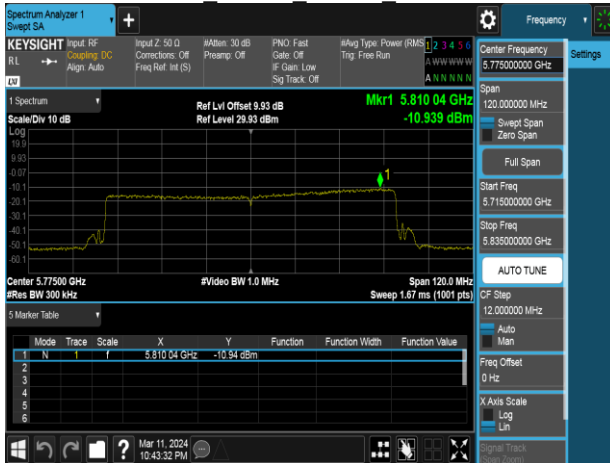 Spectrum Analyzer 1
Swept SA
+
Frequency
KEYSIGHT Input: RF
RL
Coupling: DC
Align: Auto
LXI
Input Z: 50 Ω
Corrections: Off
Freq Ref: Int (S)
#Atten: 30 dB
Preamp: Off
PNO: Fast
Gate: Off
IF Gain: Low
Sig Track: Off
#Avg Type: Power (RMS
Trig: Free Run
1 2 3 4 5 6
A W W W W W
A N N N N N
1 Spectrum
Scale/Div 10 dB
Ref Lvl Offset 9.93 dB
Ref Level 29.93 dBm
Mkr1 5.810 04 GHz
-10.939 dBm
Log
19.9
9.93
-0.07
-10.1
-20.1
-30.1
-40.1
-50.1
-60.1
1
Center 5.77500 GHz
#Res BW 300 kHz
#Video BW 1.0 MHz
Span 120.0 MHz
Sweep 1.67 ms (1001 pts)
5 Marker Table
Mode Trace Scale X Y Function Function Width Function Value
1 N 1 f 5.810 04 GHz -10.94 dBm
2
3
4
5
6
?
Mar 11, 2024
10:43:32 PM
Center Frequency
5.775000000 GHz
Settings
Span
120.000000 MHz
Swept Span
Zero Span
Full Span
Start Freq
5.715000000 GHz
Stop Freq
5.835000000 GHz
AUTO TUNE
CF Step
12.000000 MHz
Auto
Man
Freq Offset
0 Hz
X Axis Scale
Log
Lin
Signal Track
(Span Zoom)